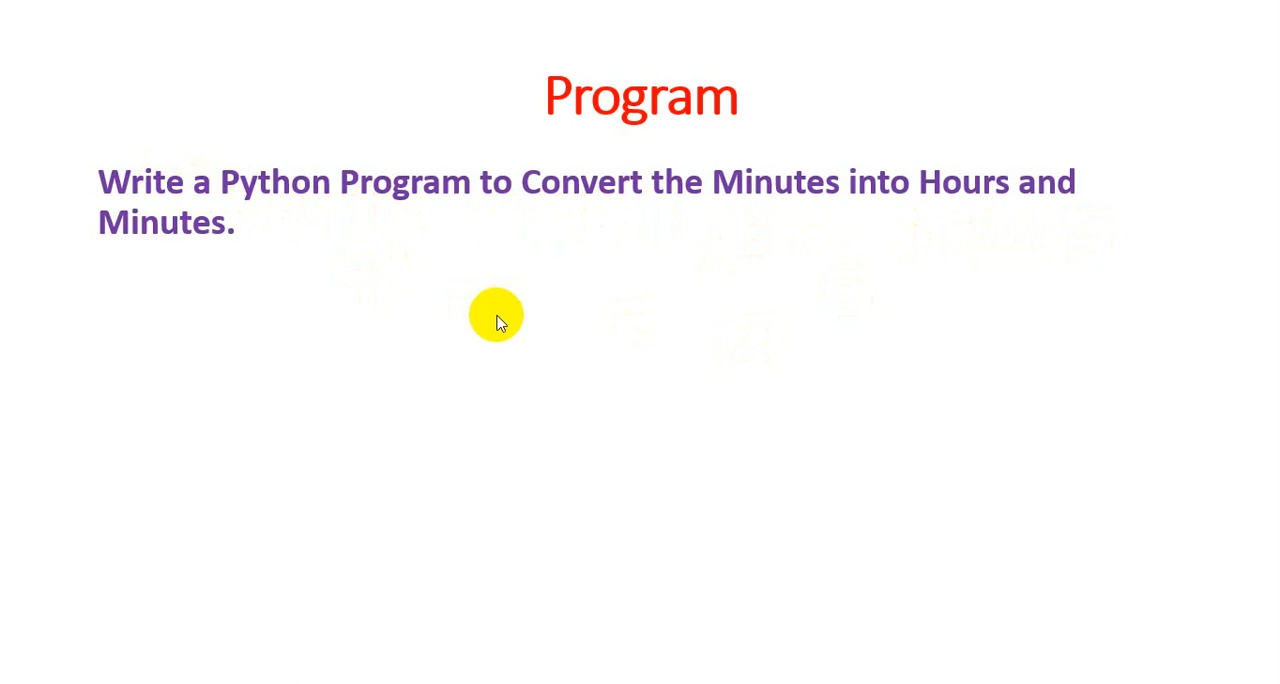 Program
Write a Python Program to Convert the Minutes into Hours and
Minutes.